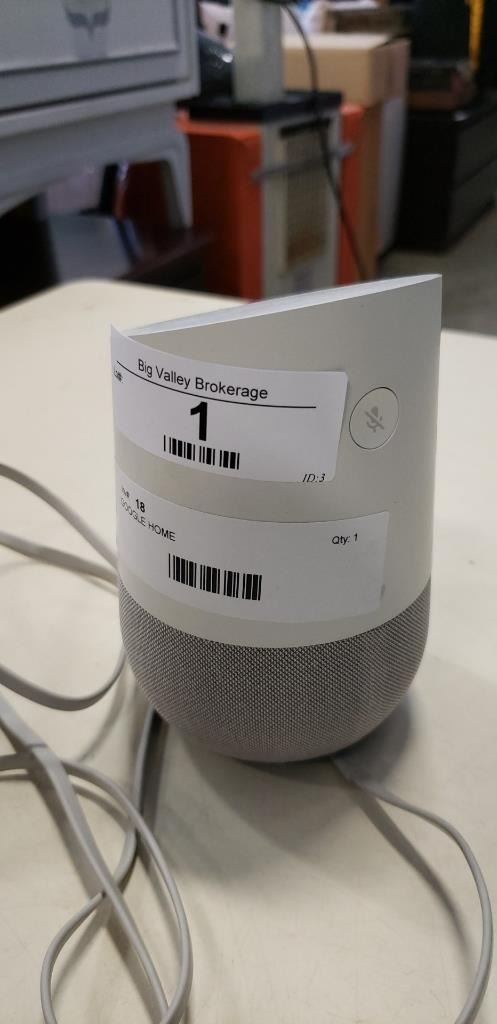 Big Valley Brokerage
1
ID:3
18
GOOGLE HOME
Qty: 1